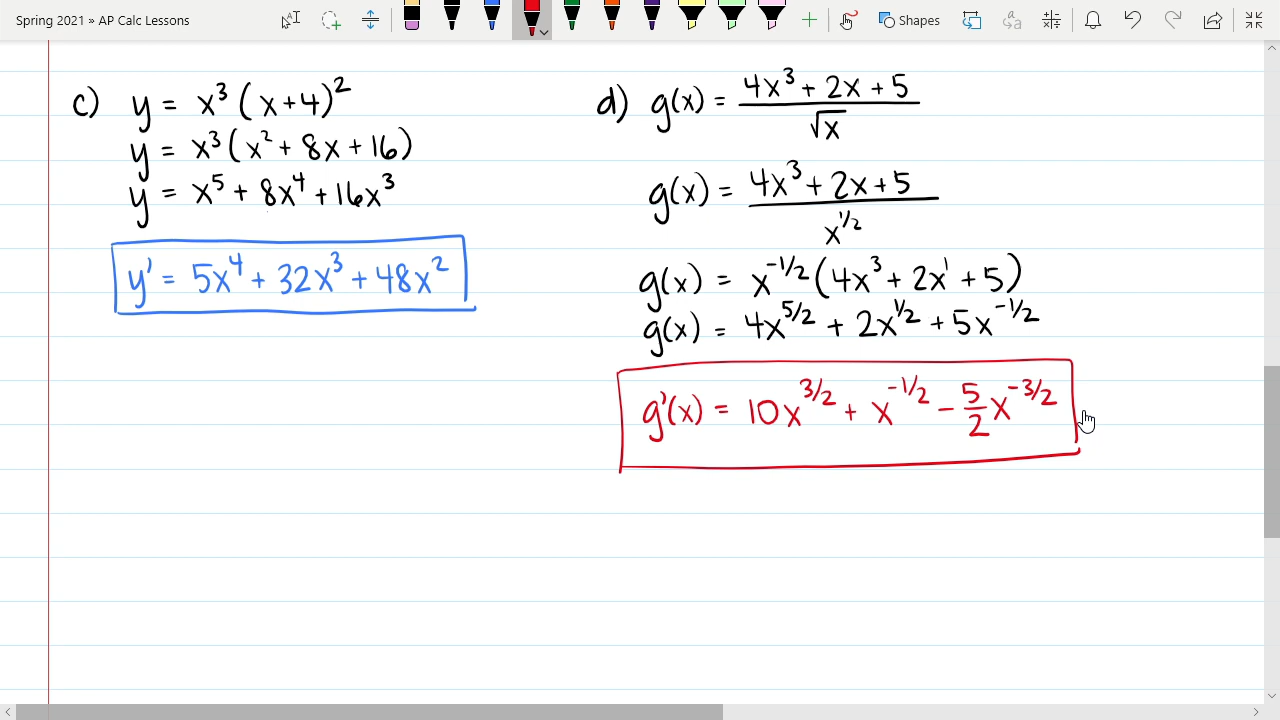 Spring 2021 » AP Calc Lessons
Shapes
c) y = x³ (x+4)²
y = x³ (x² + 8x + 16)
y = x⁵ + 8x⁴ + 16x³
y' = 5x⁴ + 32x³ + 48x²
d) g(x) = (4x³ + 2x + 5)/√x
g(x) = (4x³ + 2x + 5)/x^(1/2)
g(x) = x^(-1/2) (4x³ + 2x¹ + 5)
g(x) = 4x^(5/2) + 2x^(1/2) + 5x^(-1/2)
g'(x) = 10x^(3/2) + x^(-1/2) - 5/2 x^(-3/2)